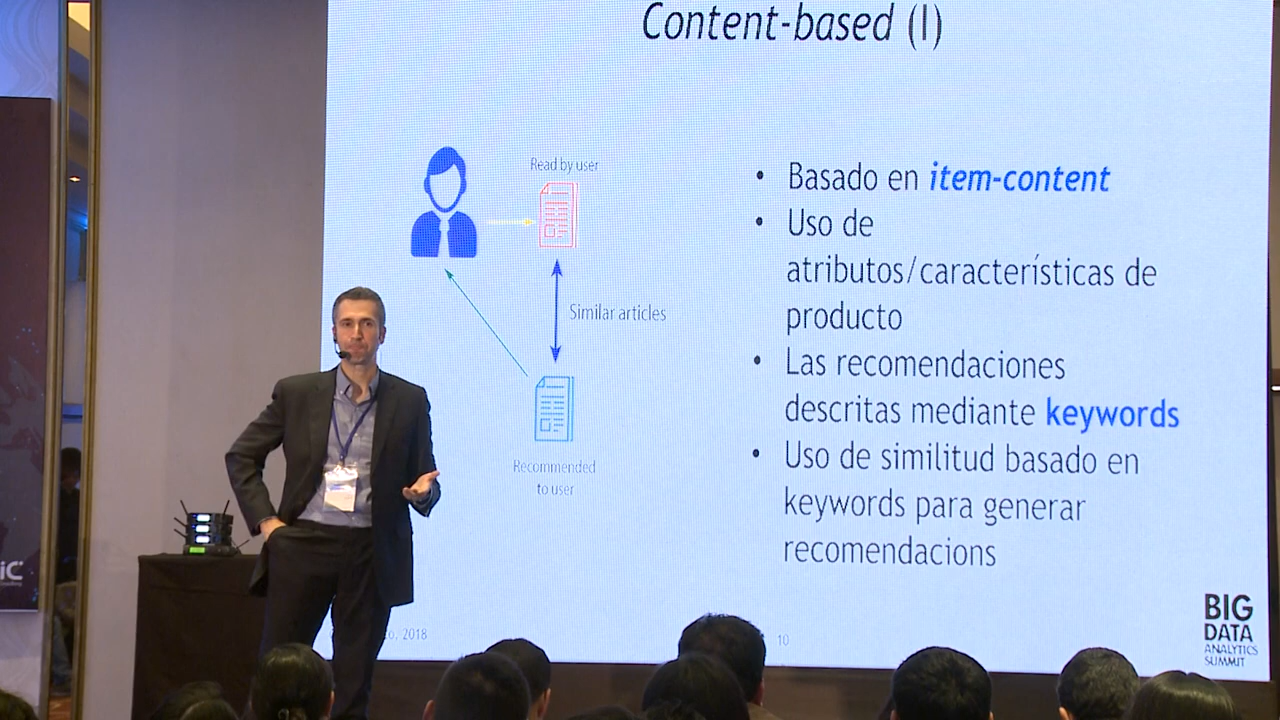 Content-based (I)
Read by user
Similar articles
Recommended
to user
• Basado en item-content
• Uso de
atributos/características de
producto
• Las recomendaciones
descritas mediante keywords
• Uso de similitud basado en
keywords para generar
recomendacions
, 2018
10
BIG
DATA
ANALYTICS
SUMMIT
iC